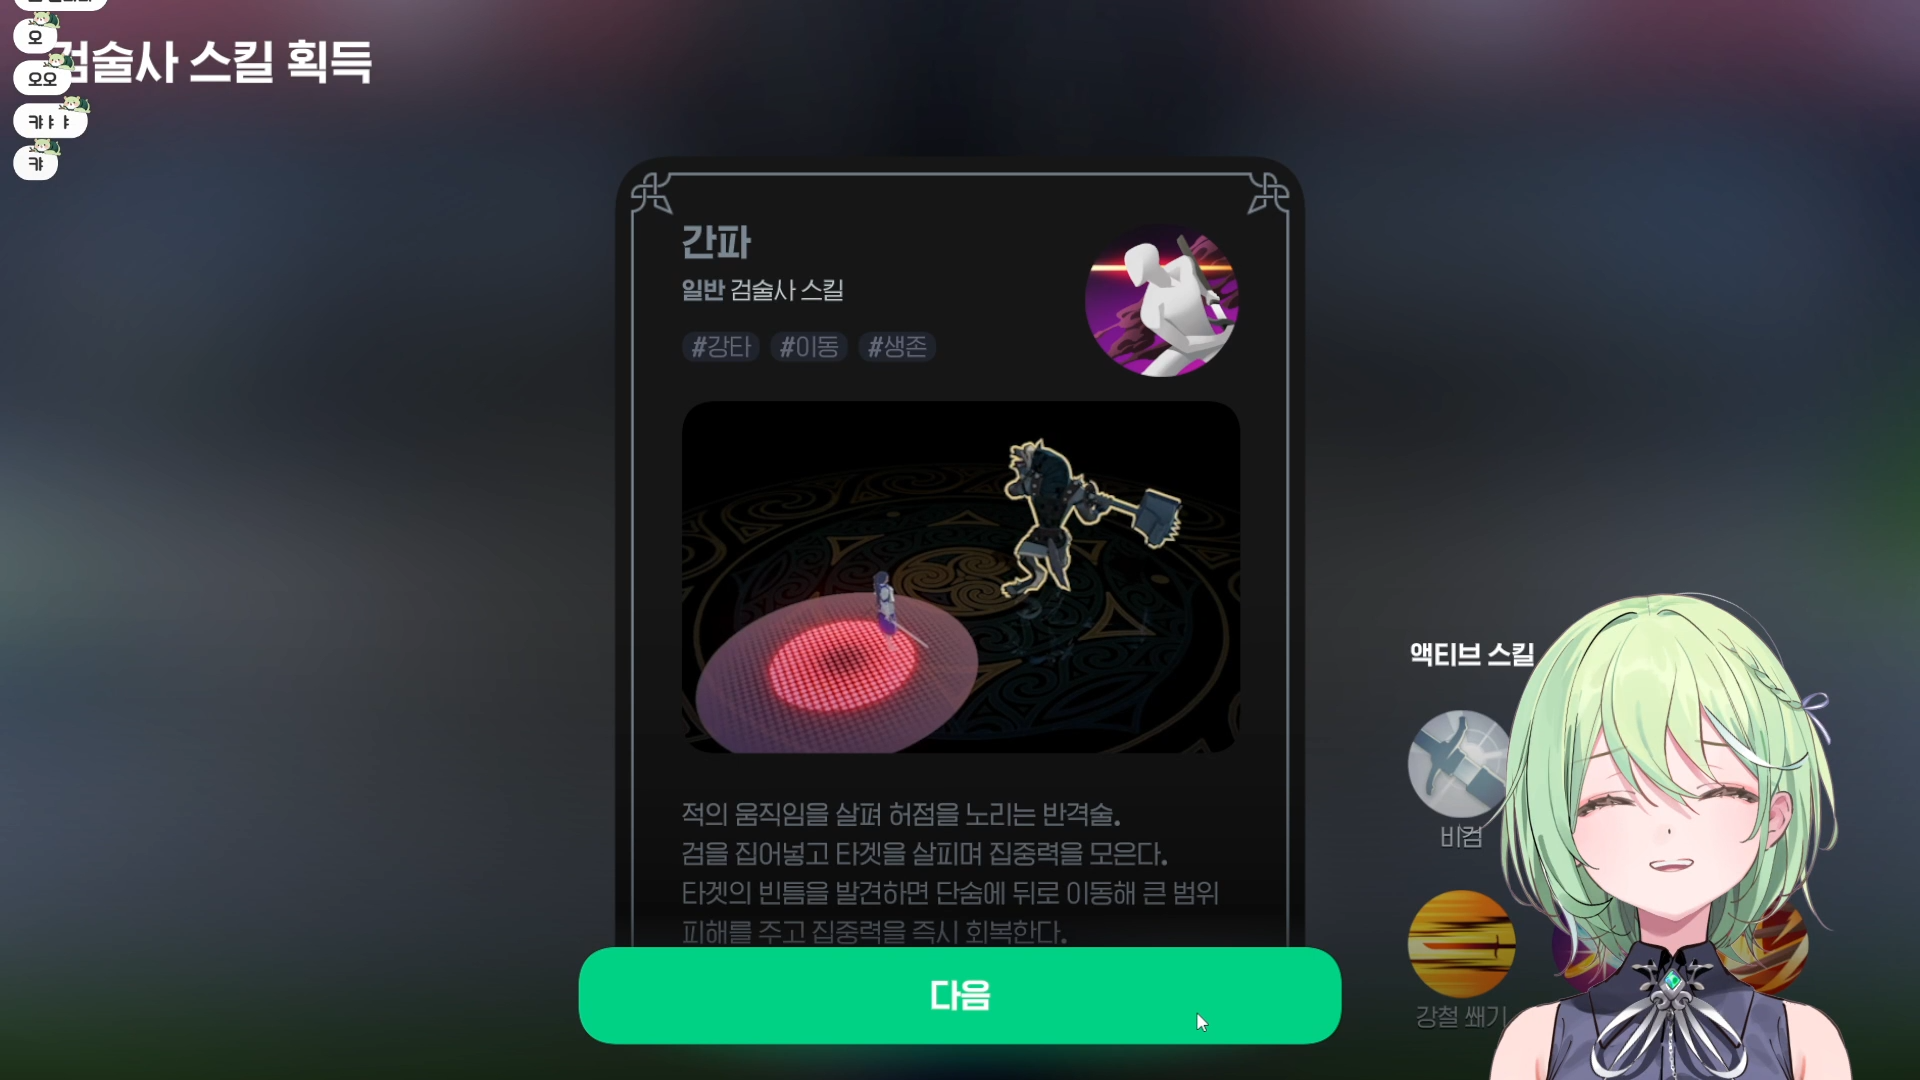 오
검술사 스킬 획득
오오
캬ㅑㅑ
캬
간파
일반 검술사 스킬
#강타 #이동 #생존
적의 움직임을 살펴 허점을 노리는 반격술.
검을 집어넣고 타겟을 살피며 집중력을 모은다.
타겟의 빈틈을 발견하면 단숨에 뒤로 이동해 큰 범위
피해를 주고 집중력을 즉시 회복한다.
다음
액티브 스킬
비검
강철 쐐기